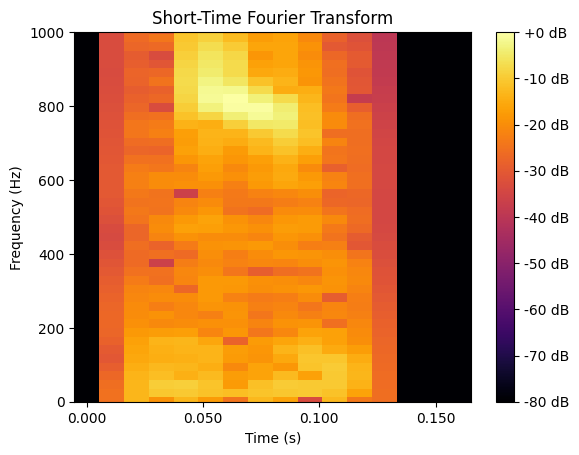 Short-Time Fourier Transform
1000
800
600
400
200
0
Frequency (Hz)
0.000
0.050
0.100
0.150
Time (s)
+0 dB
-10 dB
-20 dB
-30 dB
-40 dB
-50 dB
-60 dB
-70 dB
-80 dB